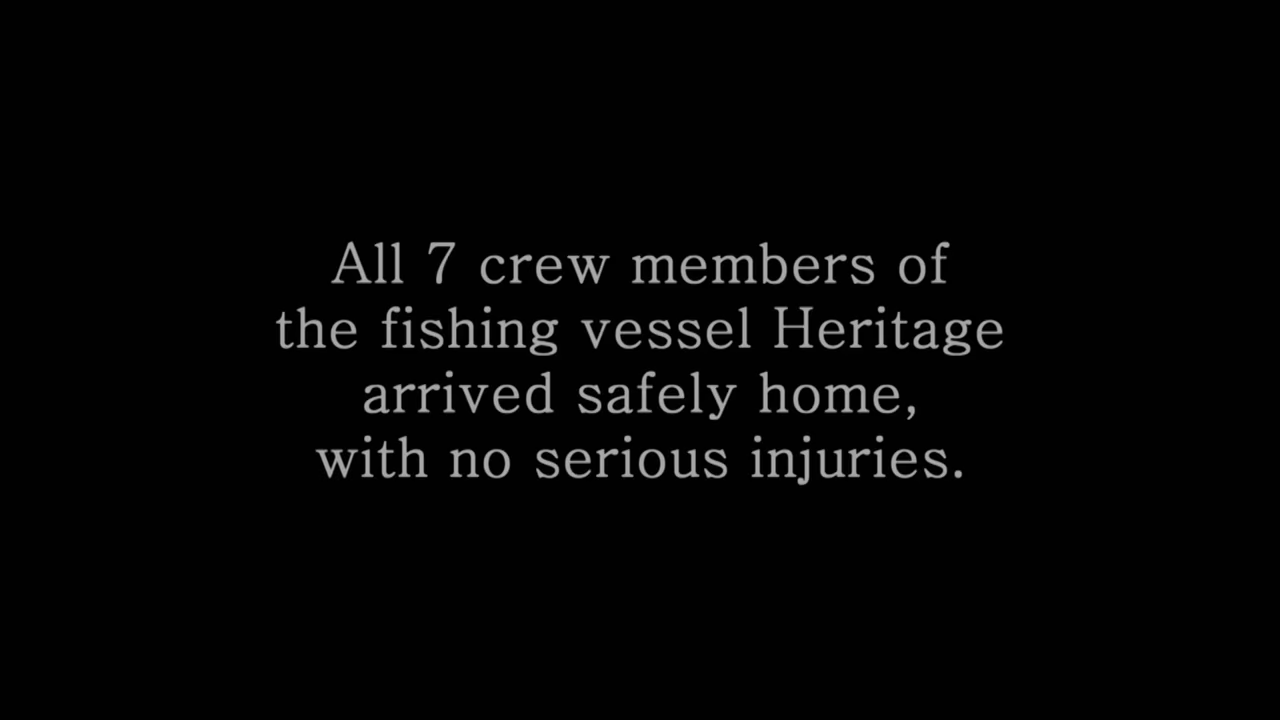 All 7 crew members of
the fishing vessel Heritage
arrived safely home,
with no serious injuries.